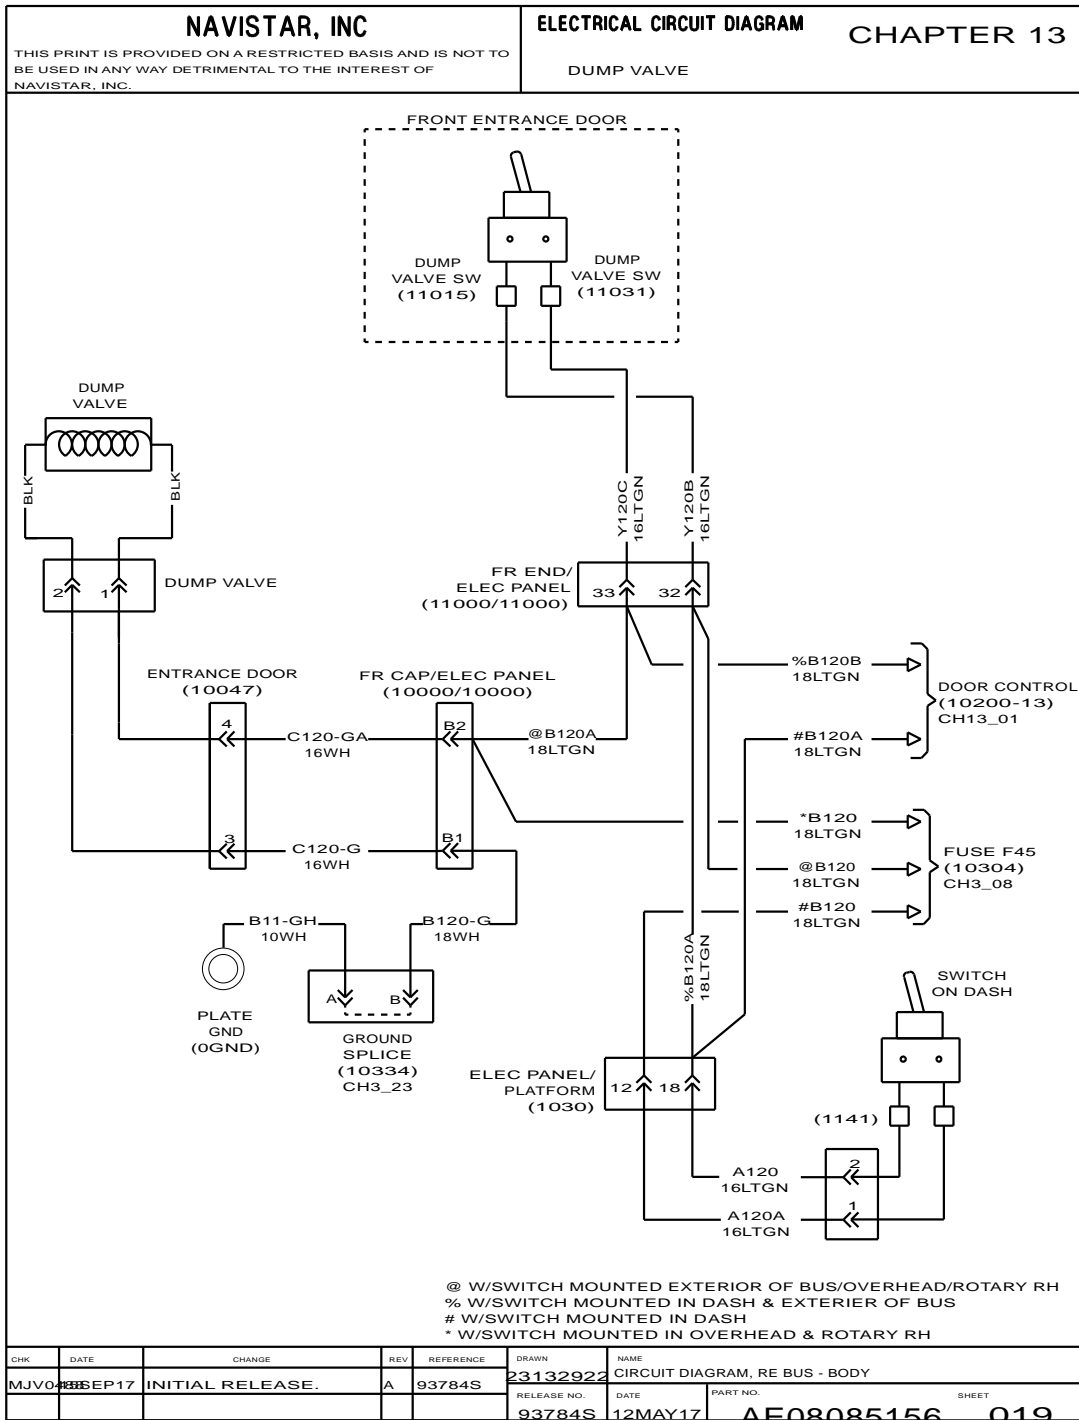 NAVISTAR, INC
THIS PRINT IS PROVIDED ON A RESTRICTED BASIS AND IS NOT TO
BE USED IN ANY WAY DETRIMENTAL TO THE INTEREST OF
NAVISTAR, INC.
ELECTRICAL CIRCUIT DIAGRAM
CHAPTER 13
DUMP VALVE
FRONT ENTRANCE DOOR
DUMP
VALVE SW
(11015)
DUMP
VALVE SW
(11031)
DUMP
VALVE
BLK
BLK
2
1
DUMP VALVE
Y120C
16LTGN
Y120B
16LTGN
FR END/
ELEC PANEL
(11000/11000)
33
32
ENTRANCE DOOR
(10047)
FR CAP/ELEC PANEL
(10000/10000)
4
C120-GA
16WH
B2
@B120A
18LTGN
%B120B
18LTGN
#B120A
18LTGN
DOOR CONTROL
(10200-13)
CH13_01
3
C120-G
16WH
B1
*B120
18LTGN
@B120
18LTGN
#B120
18LTGN
FUSE F45
(10304)
CH3_08
B11-GH
10WH
B120-G
18WH
%B120A
18LTGN
PLATE
GND
(0GND)
A
B
GROUND
SPLICE
(10334)
CH3_23
SWITCH
ON DASH
ELEC PANEL/
PLATFORM
(1030)
12
18
(1141)
A120
16LTGN
2
A120A
16LTGN
1
@ W/SWITCH MOUNTED EXTERIOR OF BUS/OVERHEAD/ROTARY RH
% W/SWITCH MOUNTED IN DASH & EXTERIER OF BUS
# W/SWITCH MOUNTED IN DASH
* W/SWITCH MOUNTED IN OVERHEAD & ROTARY RH
CHK DATE CHANGE REV REFERENCE
INITIAL RELEASE. A 93784S
DRAWN
23132922
NAME
CIRCUIT DIAGRAM, RE BUS - BODY
RELEASE NO.
93784S
DATE
12MAY17
PART NO.
AE08085156
SHEET
019